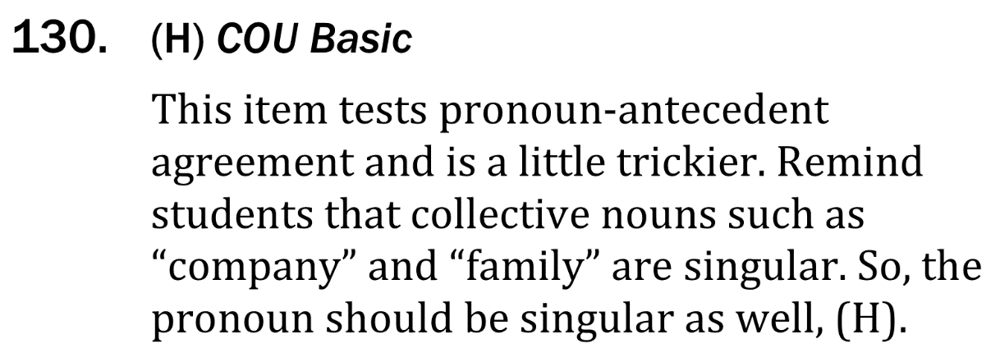 130. (H) COU Basic
This item tests pronoun-antecedent
agreement and is a little trickier. Remind
students that collective nouns such as
“company” and “family” are singular. So, the
pronoun should be singular as well, (H).